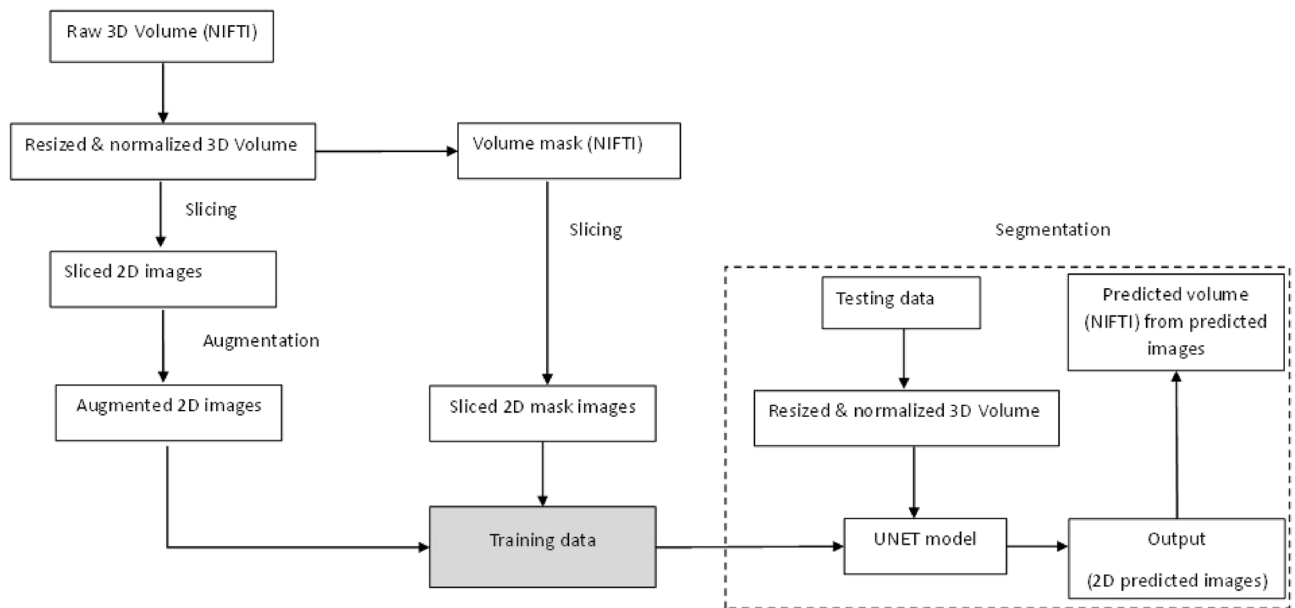 Raw 3D Volume (NIFTI)
Resized & normalized 3D Volume
Volume mask (NIFTI)
Slicing
Slicing
Sliced 2D images
Augmentation
Augmented 2D images
Sliced 2D mask images
Training data
Segmentation
Testing data
Resized & normalized 3D Volume
UNET model
Output
(2D predicted images)
Predicted volume
(NIFTI) from predicted
images